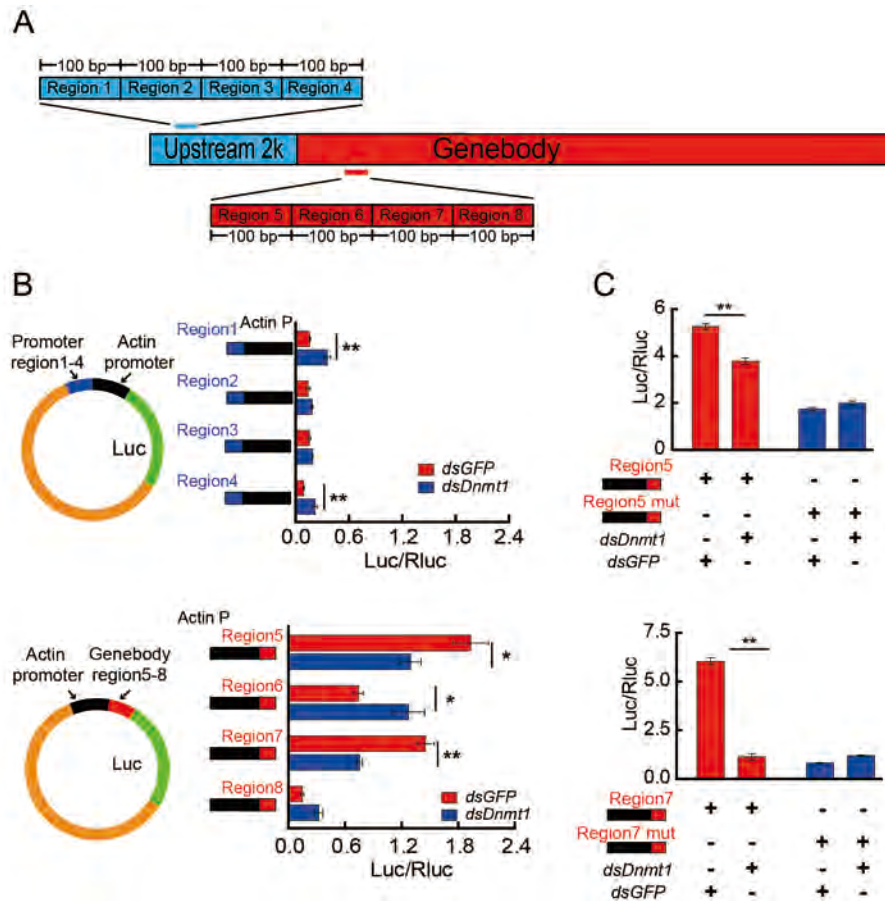 A
100 bp 100 bp 100 bp 100 bp
Region 1 Region 2 Region 3 Region 4
Upstream 2k Genebody
Region 5 Region 6 Region 7 Region 8
100 bp 100 bp 100 bp 100 bp
B
Promoter region1-4
Actin promoter
Luc
Actin P
Region1
Region2
Region3
Region4
**
**
dsGFP
dsDnmt1
0.0 0.6 1.2 1.8 2.4
Luc/Rluc
Actin promoter
Genebody region5-8
Luc
Actin P
Region5
Region6
Region7
Region8
*
*
**
dsGFP
dsDnmt1
0.0 0.6 1.2 1.8 2.4
Luc/Rluc
C
Luc/Rluc
6
4
2
0
**
Region5 + + - -
Region5 mut - - + +
dsDnmt1 - + - +
dsGFP + - + -
Luc/Rluc
7.5
5.0
2.5
0.0
**
Region7 + + - -
Region7 mut - - + +
dsDnmt1 - + - +
dsGFP + - + -